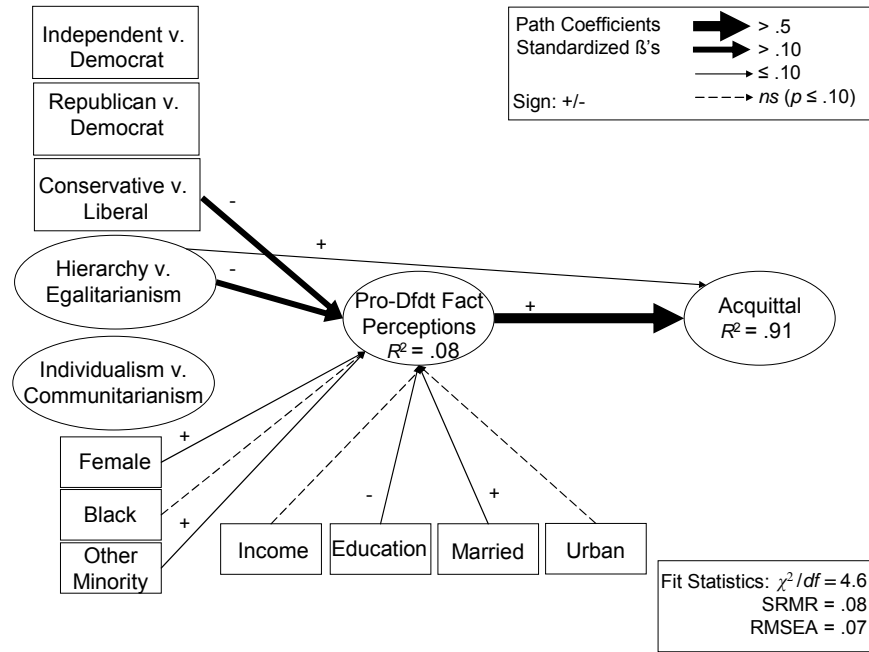 Independent v.
Democrat
Republican v.
Democrat
Conservative v.
Liberal
Hierarchy v.
Egalitarianism
Individualism v.
Communitarianism
Female
Black
Other
Minority
Income
Education
Married
Urban
Pro-Dfdt Fact
Perceptions
R² = .08
Acquittal
R² = .91
-
-
+
+
+
+
-
+
Path Coefficients
Standardized ß's
Sign: +/-
> .5
> .10
≤ .10
ns (p ≤ .10)
Fit Statistics: χ²/df = 4.6
SRMR = .08
RMSEA = .07